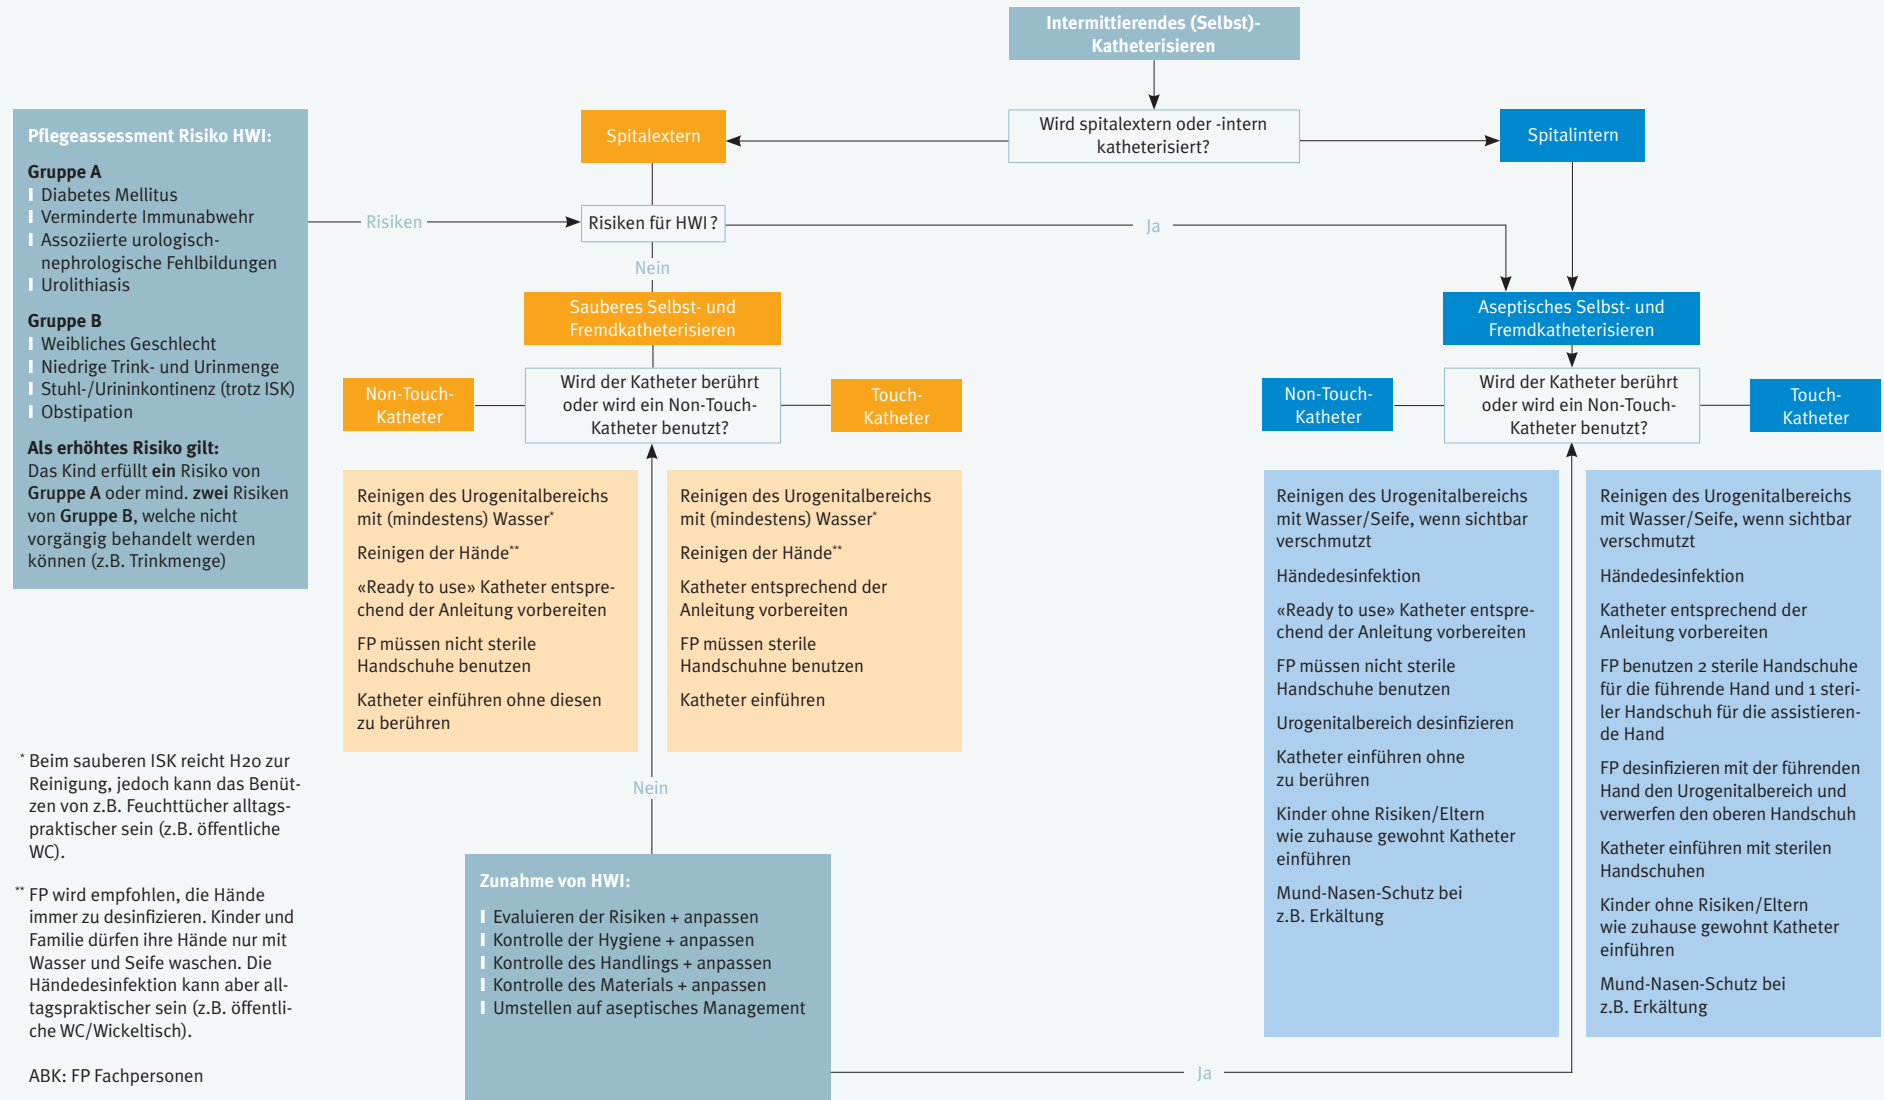 Intermittierendes (Selbst)-
Katheterisieren
Wird spitalextern oder -intern
katheterisiert?
Spitalextern
Spitalintern
Pflegeassessment Risiko HWI:
Gruppe A
Diabetes Mellitus
Verminderte Immunabwehr
Assoziierte urologisch-
nephrologische Fehlbildungen
Urolithiasis
Gruppe B
Weibliches Geschlecht
Niedrige Trink- und Urinmenge
Stuhl-/Urininkontinenz (trotz ISK)
Obstipation
Als erhöhtes Risiko gilt:
Das Kind erfüllt ein Risiko von
Gruppe A oder mind. zwei Risiken
von Gruppe B, welche nicht
vorgängig behandelt werden
können (z.B. Trinkmenge)
Risiken
Risiken für HWI?
Ja
Nein
Sauberes Selbst- und
Fremdkatheterisieren
Non-Touch-
Katheter
Wird der Katheter berührt
oder wird ein Non-Touch-
Katheter benutzt?
Touch-
Katheter
Reinigen des Urogenitalbereichs
mit (mindestens) Wasser*
Reinigen der Hände**
«Ready to use» Katheter entspre-
chend der Anleitung vorbereiten
FP müssen nicht sterile
Handschuhe benutzen
Katheter einführen ohne diesen
zu berühren
Reinigen des Urogenitalbereichs
mit (mindestens) Wasser*
Reinigen der Hände**
Katheter entsprechend der
Anleitung vorbereiten
FP müssen sterile
Handschuhne benutzen
Katheter einführen
Aseptisches Selbst- und
Fremdkatheterisieren
Non-Touch-
Katheter
Wird der Katheter berührt
oder wird ein Non-Touch-
Katheter benutzt?
Touch-
Katheter
Reinigen des Urogenitalbereichs
mit Wasser/Seife, wenn sichtbar
verschmutzt
Händedesinfektion
«Ready to use» Katheter entspre-
chend der Anleitung vorbereiten
FP müssen nicht sterile
Handschuhe benutzen
Urogenitalbereich desinfizieren
Katheter einführen ohne
zu berühren
Kinder ohne Risiken/Eltern
wie zuhause gewohnt Katheter
einführen
Mund-Nasen-Schutz bei
z.B. Erkältung
Reinigen des Urogenitalbereichs
mit Wasser/Seife, wenn sichtbar
verschmutzt
Händedesinfektion
Katheter entsprechend der
Anleitung vorbereiten
FP benutzen 2 sterile Handschuhe
für die führende Hand und 1 steri-
ler Handschuh für die assistieren-
de Hand
FP desinfizieren mit der führenden
Hand den Urogenitalbereich und
verwerfen den oberen Handschuh
Katheter einführen mit sterilen
Handschuhen
Kinder ohne Risiken/Eltern
wie zuhause gewohnt Katheter
einführen
Mund-Nasen-Schutz bei
z.B. Erkältung
Nein
Zunahme von HWI:
Evaluieren der Risiken + anpassen
Kontrolle der Hygiene + anpassen
Kontrolle des Handlings + anpassen
Kontrolle des Materials + anpassen
Umstellen auf aseptisches Management
Ja
* Beim sauberen ISK reicht H20 zur
Reinigung, jedoch kann das Benüt-
zen von z.B. Feuchttücher alltags-
praktischer sein (z.B. öffentliche
WC).
** FP wird empfohlen, die Hände
immer zu desinfizieren. Kinder und
Familie dürfen ihre Hände nur mit
Wasser und Seife waschen. Die
Händedesinfektion kann aber all-
tagspraktischer sein (z.B. öffentli-
che WC/Wickeltisch).
ABK: FP Fachpersonen